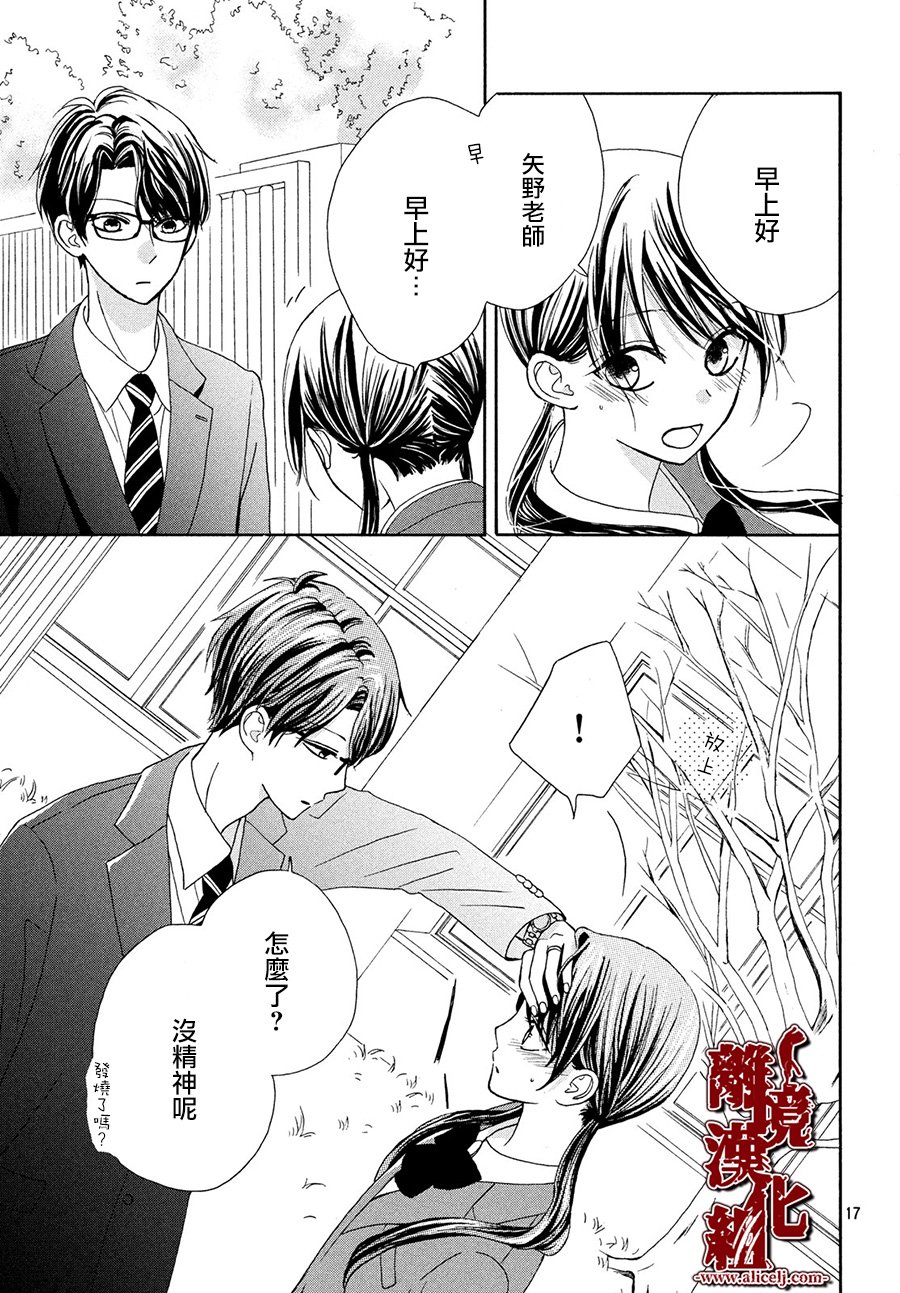 早上好
矢野老師
早
早上好…
！
放上
怎麼了？
沒精神呢
發燒了嗎？
離境
漢化組
-www.alicelj.com-
17